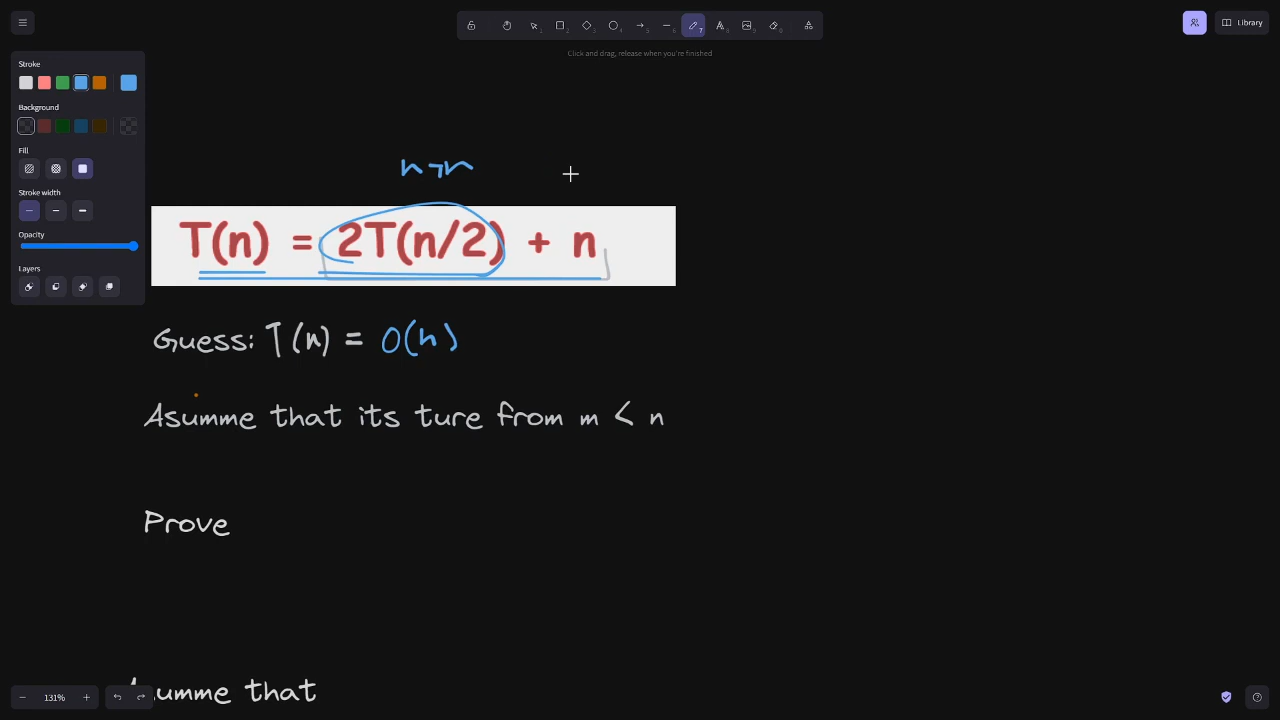 Stroke
Library
Click and drag, release when you're finished
Background
Fill
Stroke width
Opacity
Layers
T(n) = 2T(n/2) + n
Guess: T(n) = O(n)
Asumme that its ture from m < n
Prove
umme that
131%